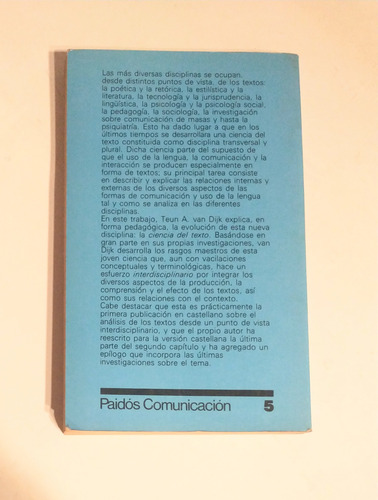 Las más diversas disciplinas se ocupan,
desde distintos puntos de vista, de los textos:
la poética y la retórica, la estilística y la
literatura, la tecnología y la jurisprudencia, la
lingüística, la psicología y la psicología social,
la pedagogía, la sociología, la investigación
sobre comunicación de masas y hasta la
psiquiatría. Esto ha dado lugar a que en los
últimos tiempos se desarrollara una ciencia del
texto constituida como disciplina transversal y
plural. Dicha ciencia parte del supuesto de
que el uso de la lengua, la comunicación y la
interacción se producen especialmente en
forma de textos; su principal tarea consiste
en describir y explicar las relaciones internas y
externas de los diversos aspectos de las
formas de comunicación y uso de la lengua
tal y como se analiza en las diferentes
disciplinas.
En este trabajo, Teun A. van Dijk explica, en
forma pedagógica, la evolución de esta nueva
disciplina: la ciencia del texto. Basándose en
gran parte en sus propias investigaciones, van
Dijk desarrolla los rasgos maestros de esta
joven ciencia que, aun con vacilaciones
conceptuales y terminológicas, hace un
esfuerzo interdisciplinario por integrar los
diversos aspectos de la producción, la
comprensión y el efecto de los textos, así
como sus relaciones con el contexto.
Cabe destacar que esta es prácticamente la
primera publicación en castellano sobre el
análisis de los textos desde un punto de vista
interdisciplinario, y que el propio autor ha
reescrito para la versión castellana la última
parte del segundo capítulo y ha agregado un
epílogo que incorpora las últimas
investigaciones sobre el tema.
Paidós Comunicación 5